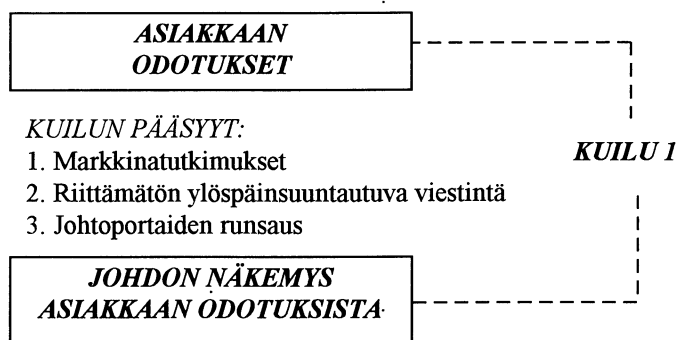 ASIAKKAAN
ODOTUKSET
KUILUN PÄÄSYYT:
1. Markkinatutkimukset
2. Riittämätön ylöspäinsuuntautuva viestintä
3. Johtoportaiden runsaus
KUILU 1
JOHDON NÄKEMYS
ASIAKKAAN ODOTUKSISTA